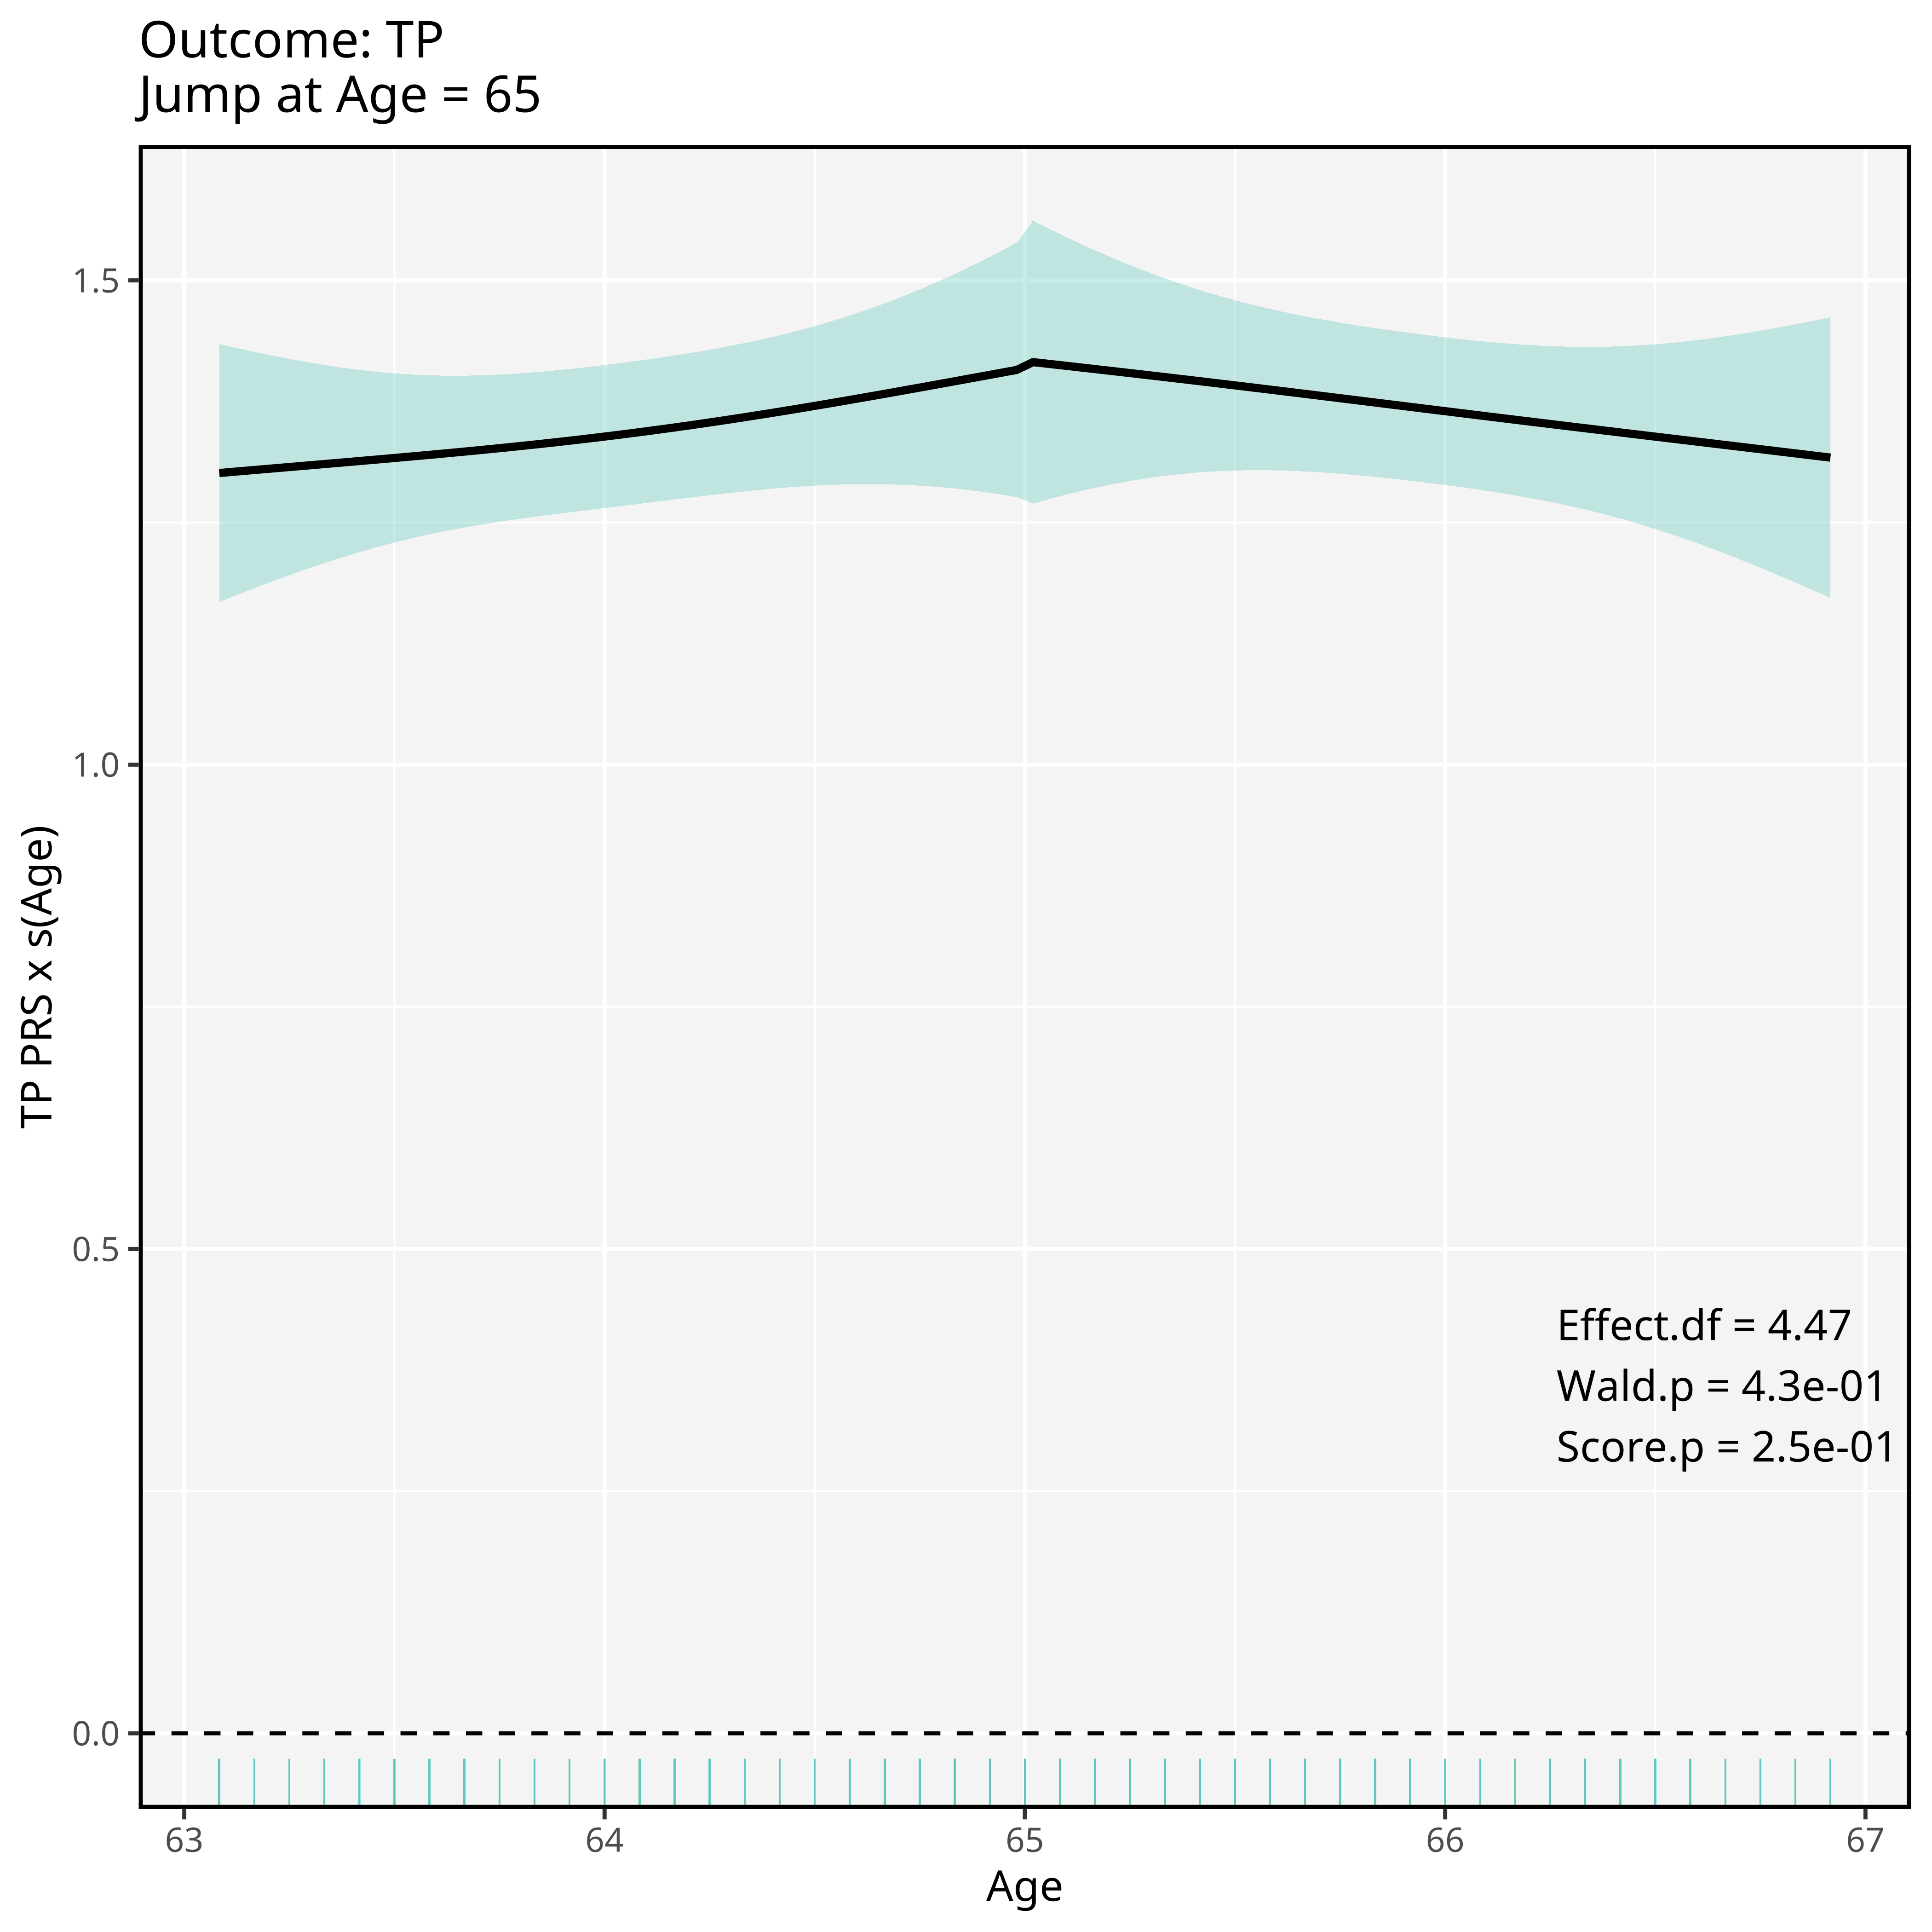 Outcome: TP
Jump at Age = 65
1.5
1.0
0.5
0.0
TP PRS x s(Age)
Effect.df = 4.47
Wald.p = 4.3e-01
Score.p = 2.5e-01
63 64 65 66 67
Age